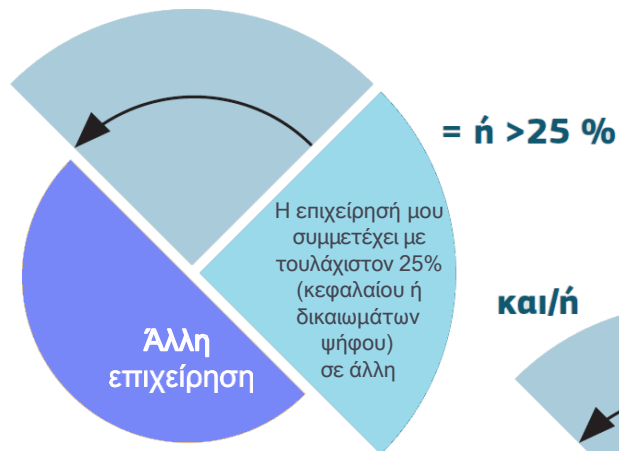 = ή >25 %
Η επιχείρησή μου
συμμετέχει με
τουλάχιστον 25%
(κεφαλαίου ή
δικαιωμάτων
ψήφου)
σε άλλη
Άλλη
επιχείρηση
και/ή